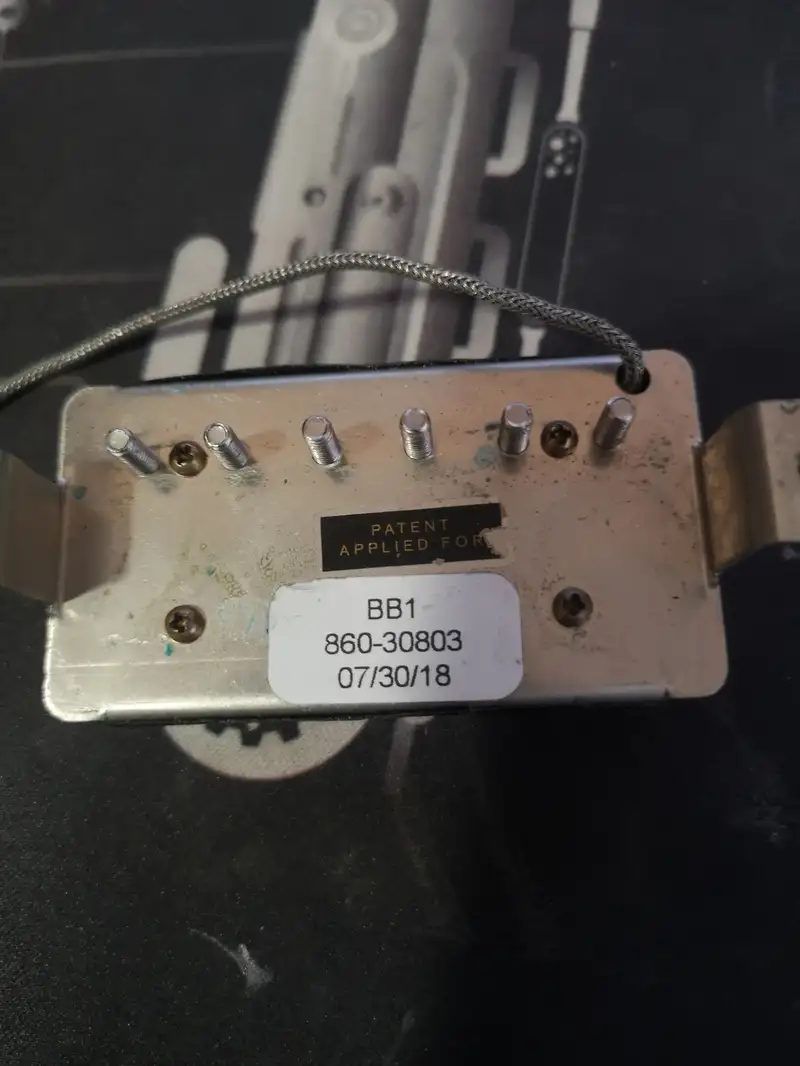 PATENT
APPLIED FOR
BB1
860-30803
07/30/18